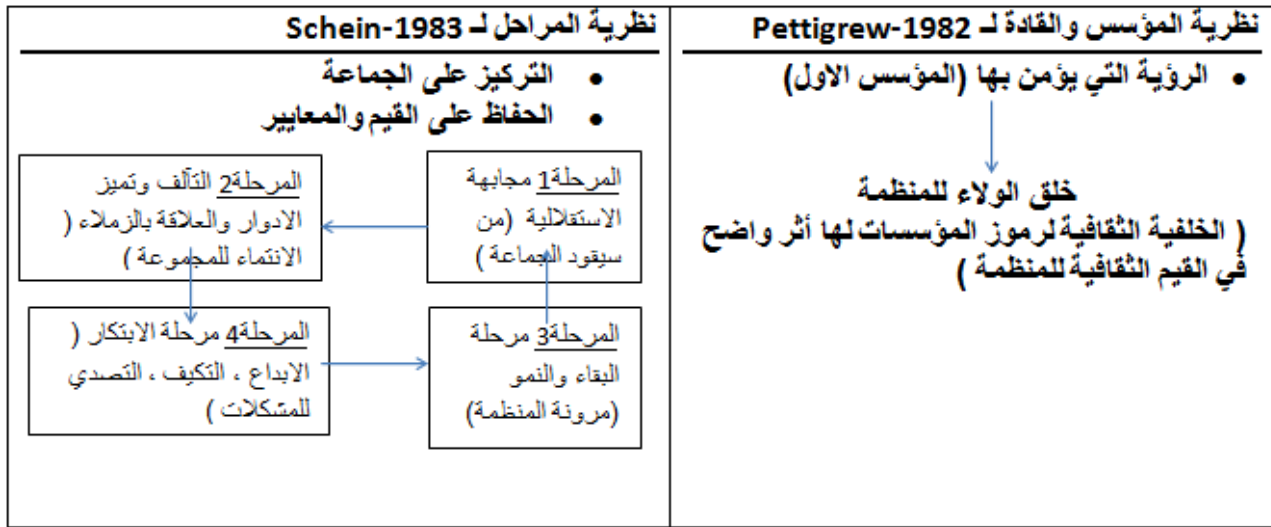 نظرية المؤسس والقادة لـ Pettigrew-1982
• الرؤية التي يؤمن بها (المؤسس الاول)
خلق الولاء للمنظمة
( الخلفية الثقافية لرموز المؤسسات لها أثر واضح
في القيم الثقافية للمنظمة )
نظرية المراحل لـ Schein-1983
• التركيز على الجماعة
• الحفاظ على القيم والمعايير
المرحلة1 مجابهة
الاستقلالية (من
سيقود الجماعة )
المرحلة2 التآلف وتميز
الادوار والعلاقة بالزملاء (
الانتماء للمجموعة )
المرحلة3 مرحلة
البقاء والنمو
(مرونة المنظمة)
المرحلة4 مرحلة الابتكار (
الابداع ، التكيف ، التصدي
للمشكلات )